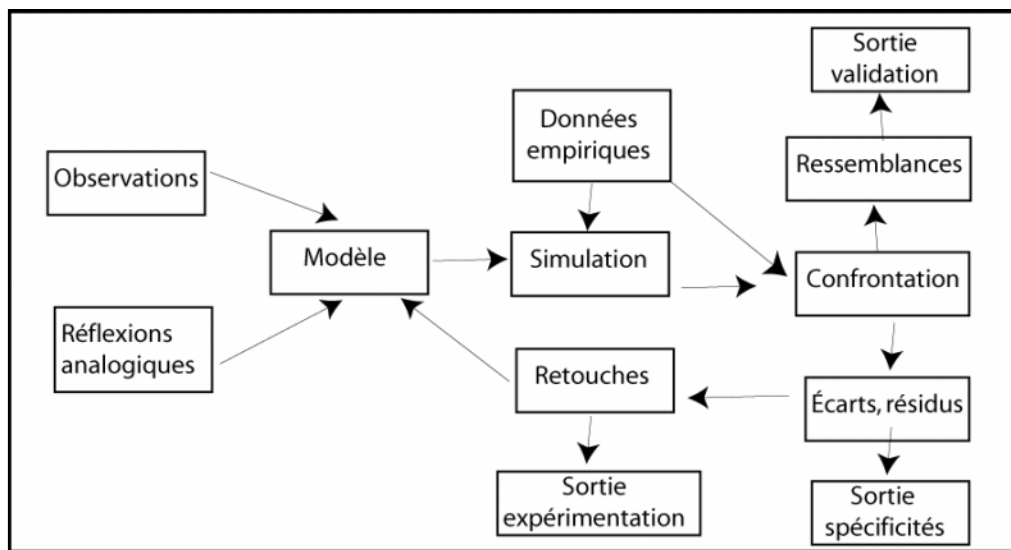 Sortie
validation
Données
empiriques
Observations
Ressemblances
Modèle
Simulation
Confrontation
Réflexions
analogiques
Retouches
Écarts, résidus
Sortie
expérimentation
Sortie
spécificités